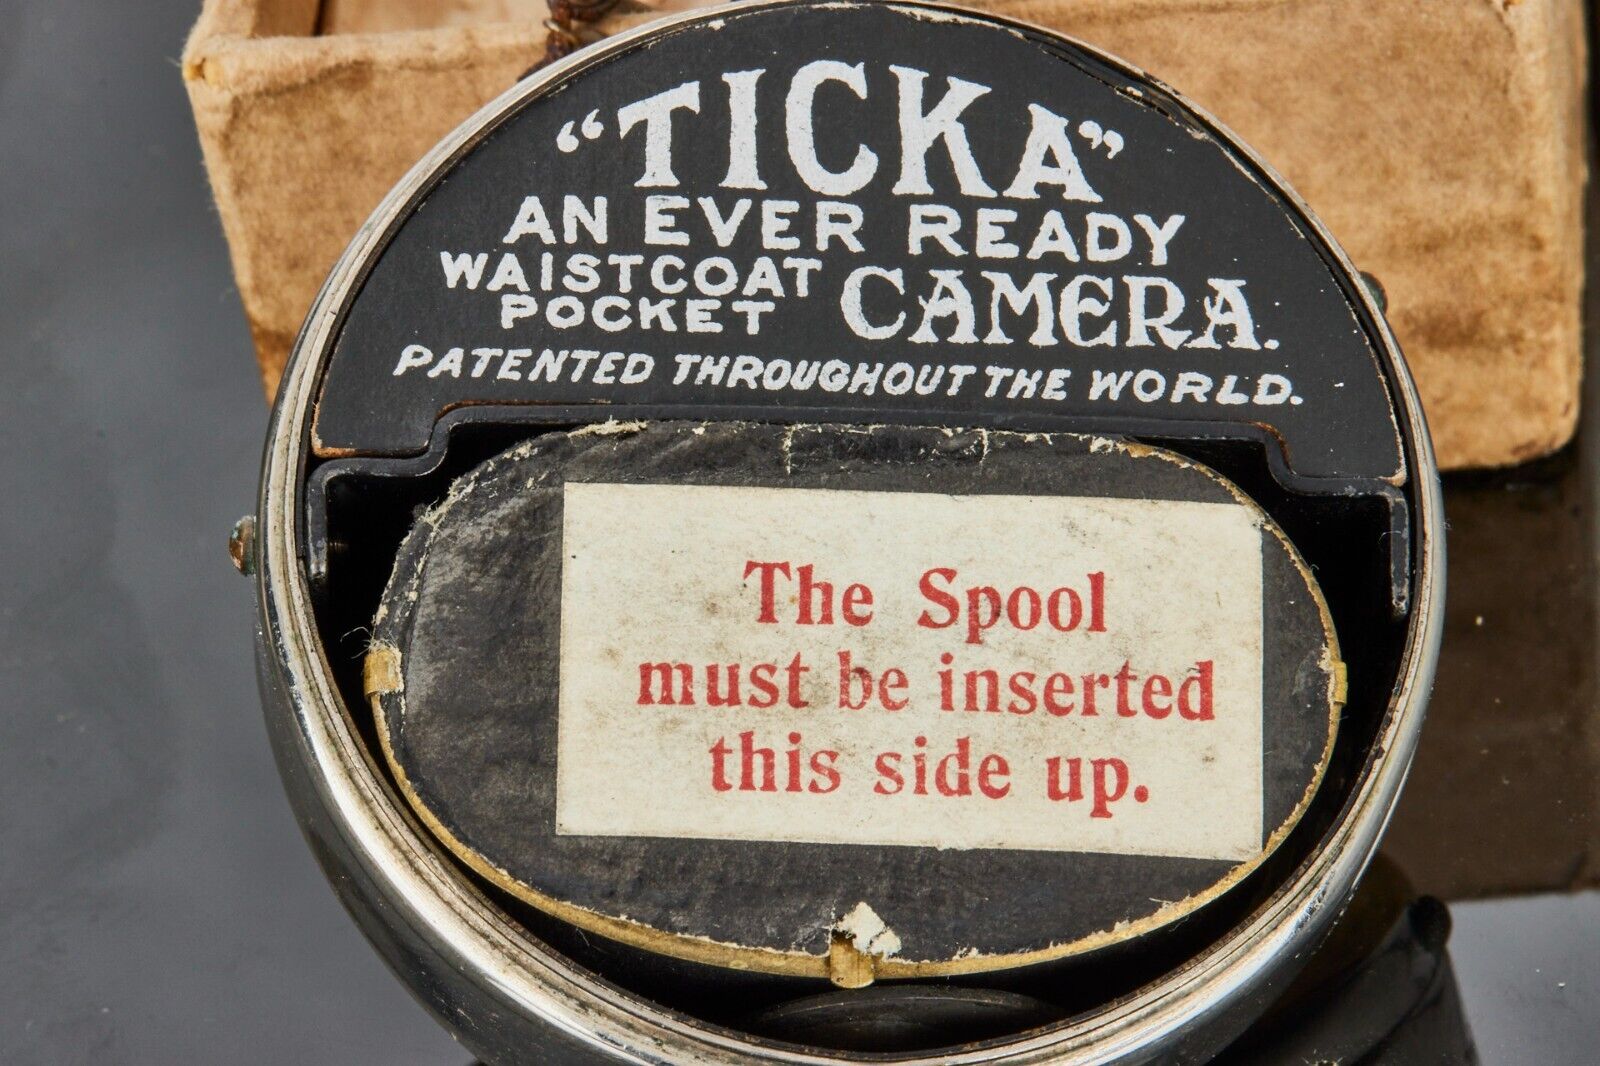 “TICKA”
AN EVER READY
WAISTCOAT POCKET CAMERA.
PATENTED THROUGHOUT THE WORLD.
The Spool
must be inserted
this side up.